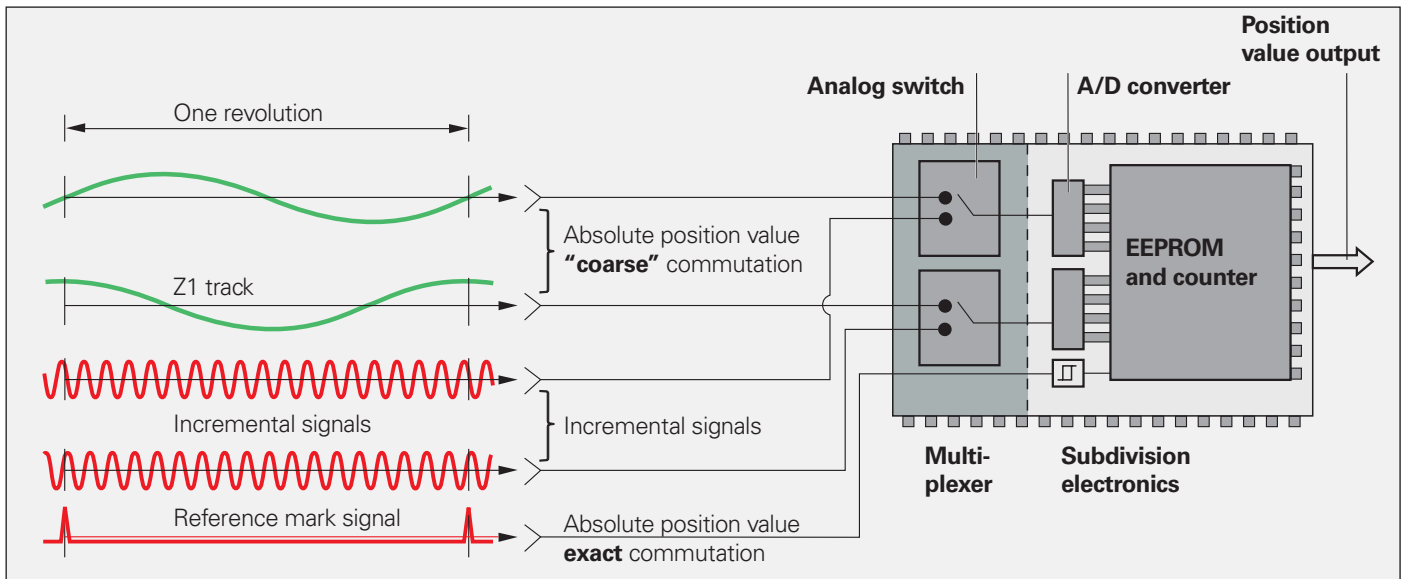 Position
value output
Analog switch
A/D converter
One revolution
Absolute position value
“coarse” commutation
EEPROM
and counter
Z1 track
Incremental signals
Incremental signals
Multi-
plexer
Subdivision
electronics
Reference mark signal
Absolute position value
exact commutation